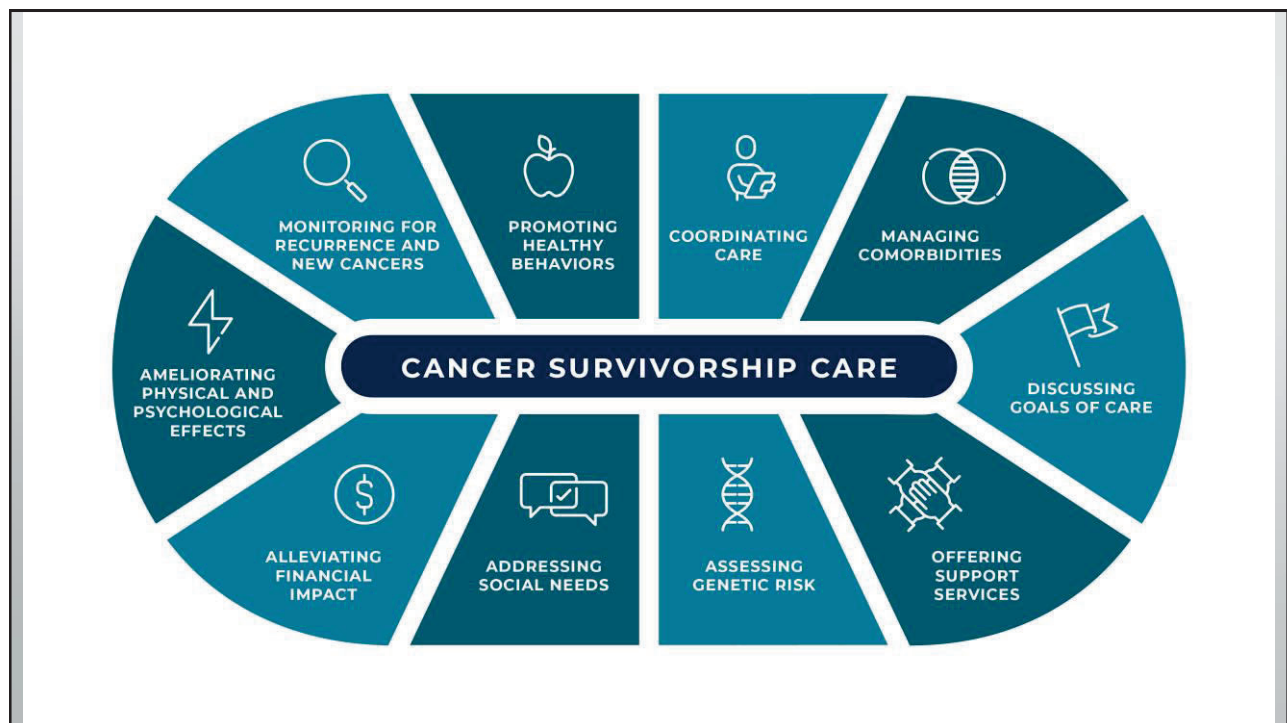 MONITORING FOR
RECURRENCE AND
NEW CANCERS
PROMOTING
HEALTHY
BEHAVIORS
COORDINATING
CARE
MANAGING
COMORBIDITIES
AMELIORATING
PHYSICAL AND
PSYCHOLOGICAL
EFFECTS
CANCER SURVIVORSHIP CARE
DISCUSSING
GOALS OF CARE
$
ALLEVIATING
FINANCIAL
IMPACT
ADDRESSING
SOCIAL NEEDS
ASSESSING
GENETIC RISK
OFFERING
SUPPORT
SERVICES